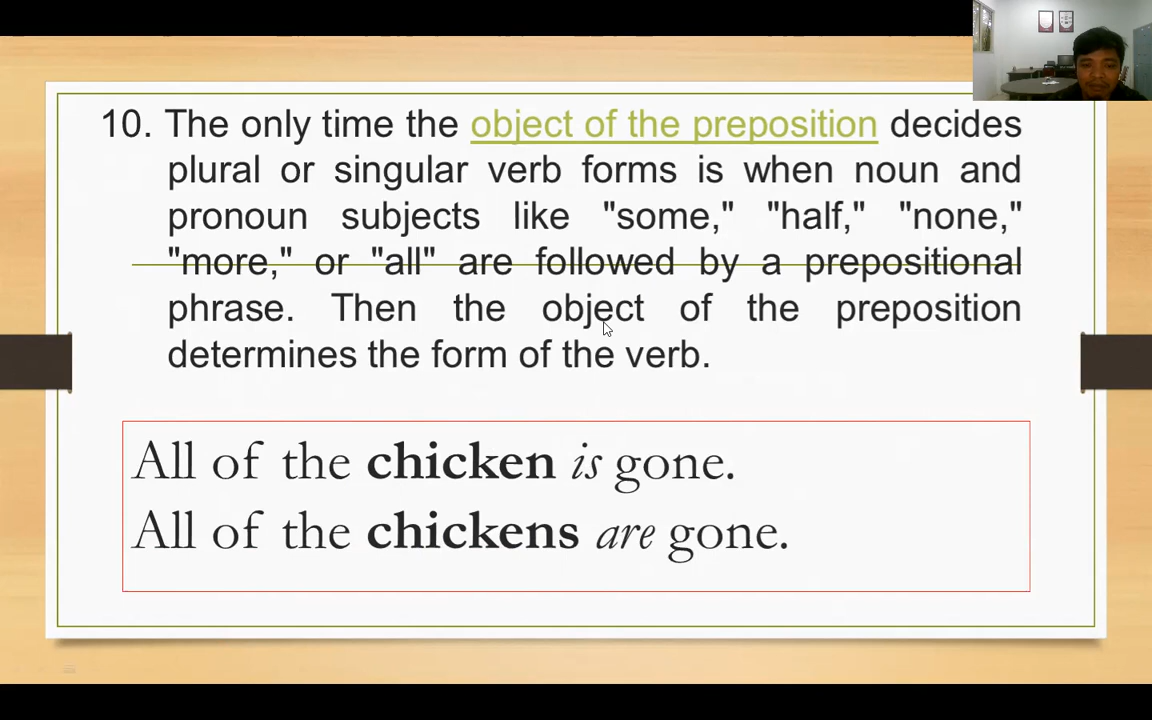 10. The only time the object of the preposition decides
plural or singular verb forms is when noun and
pronoun subjects like "some," "half," "none,"
"more," or "all" are followed by a prepositional
phrase. Then the object of the preposition
determines the form of the verb.
All of the chicken is gone.
All of the chickens are gone.